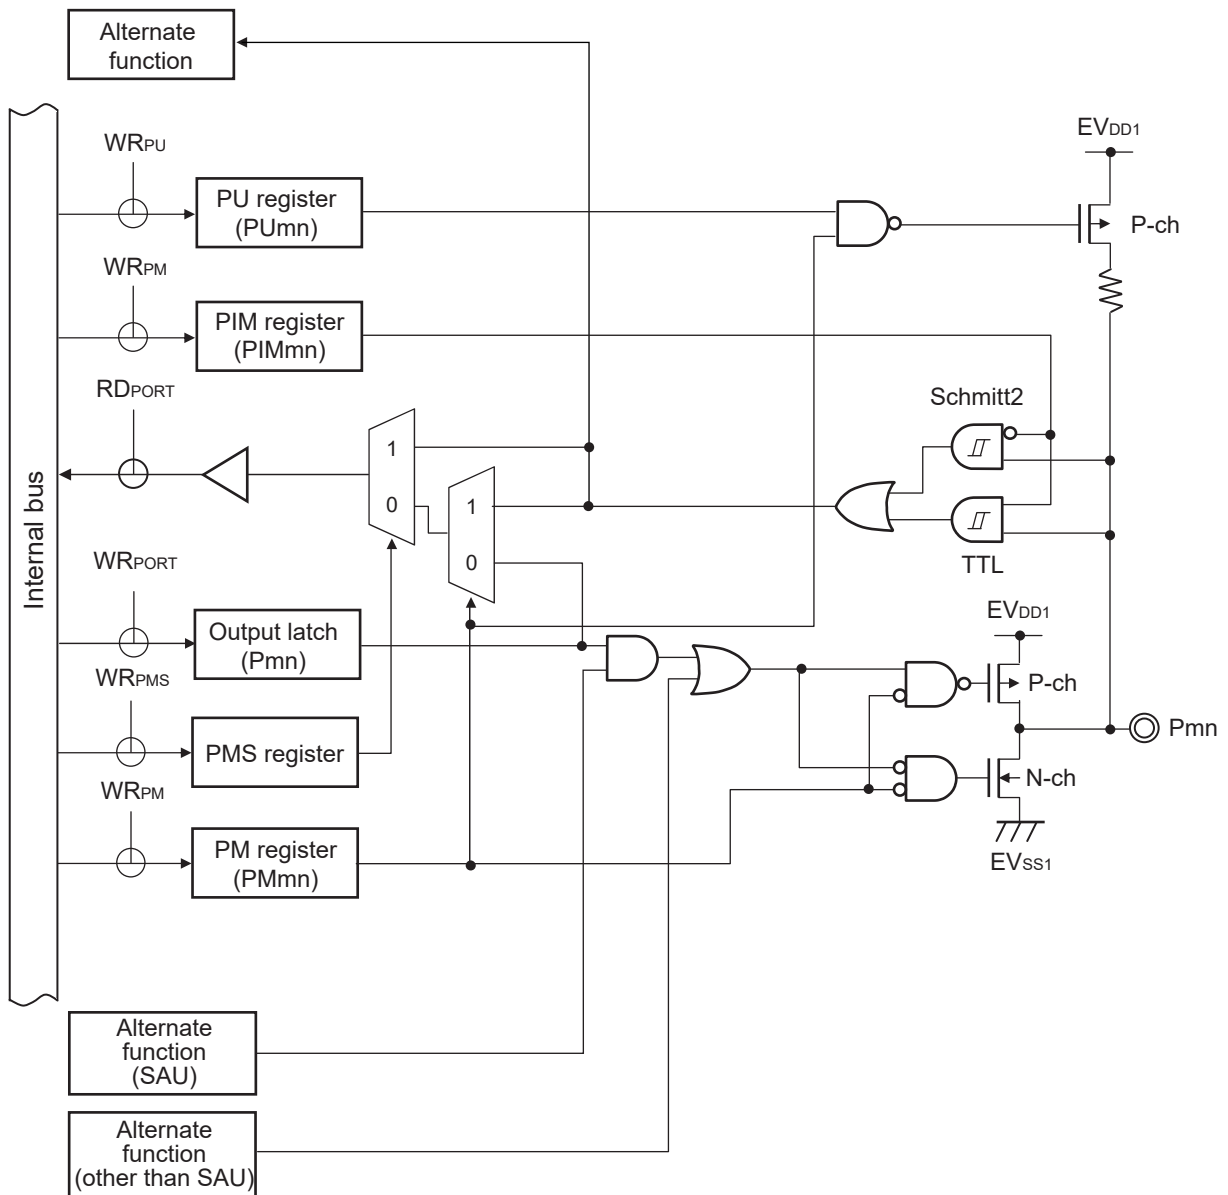 Alternate
function
WRPU
EVDD1
PU register
(PUmn)
P-ch
WRPM
PIM register
(PIMmn)
RDPORT
Schmitt2
1
0
1
0
TTL
Internal bus
WRPORT
Output latch
(Pmn)
EVDD1
P-ch
WRPMS
PMS register
Pmn
N-ch
WRPM
PM register
(PMmn)
EVSS1
Alternate
function
(SAU)
Alternate
function
(other than SAU)